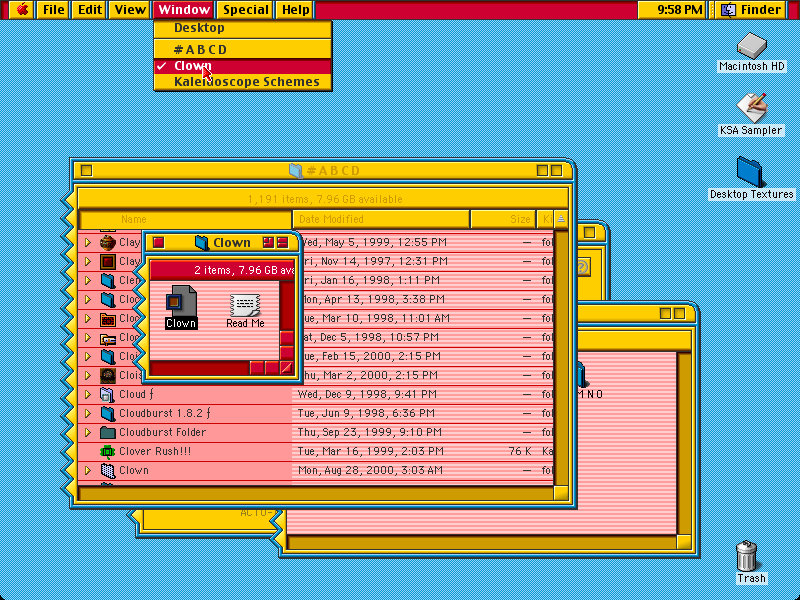 File Edit View Window Special Help 9:58 PM Finder
Desktop
#ABCD
✓ Clown
Kaleidoscope Schemes
Macintosh HD
KSA Sampler
Desktop Textures
#ABCD
1,191 items, 7.96 GB available
Name Date Modified Size Ki
Clay Wed, May 5, 1999, 12:55 PM — fol
Clay Fri, Nov 14, 1997, 12:31 PM — fol
Fri, Jan 16, 1998, 1:11 PM — fol
Mon, Apr 13, 1998, 3:38 PM — fol
Tue, Mar 10, 1998, 11:01 AM — fol
Sat, Dec 5, 1998, 10:57 PM — fol
Tue, Feb 15, 2000, 2:15 PM — fol
Thu, Mar 2, 2000, 2:15 PM — fol
Cloud ƒ Wed, Dec 9, 1998, 9:41 PM — fol
Cloudburst 1.8.2 ƒ Tue, Jun 9, 1998, 6:36 PM — fol
Cloudburst Folder Thu, Sep 23, 1999, 9:10 PM — fol
Clover Rush!!! Tue, Mar 16, 1999, 2:03 PM 76 K Ka
Clown Mon, Aug 28, 2000, 3:03 AM — fol
Clown
2 items, 7.96 GB ava
Clown
Read Me
M N O
ACTO-
Trash